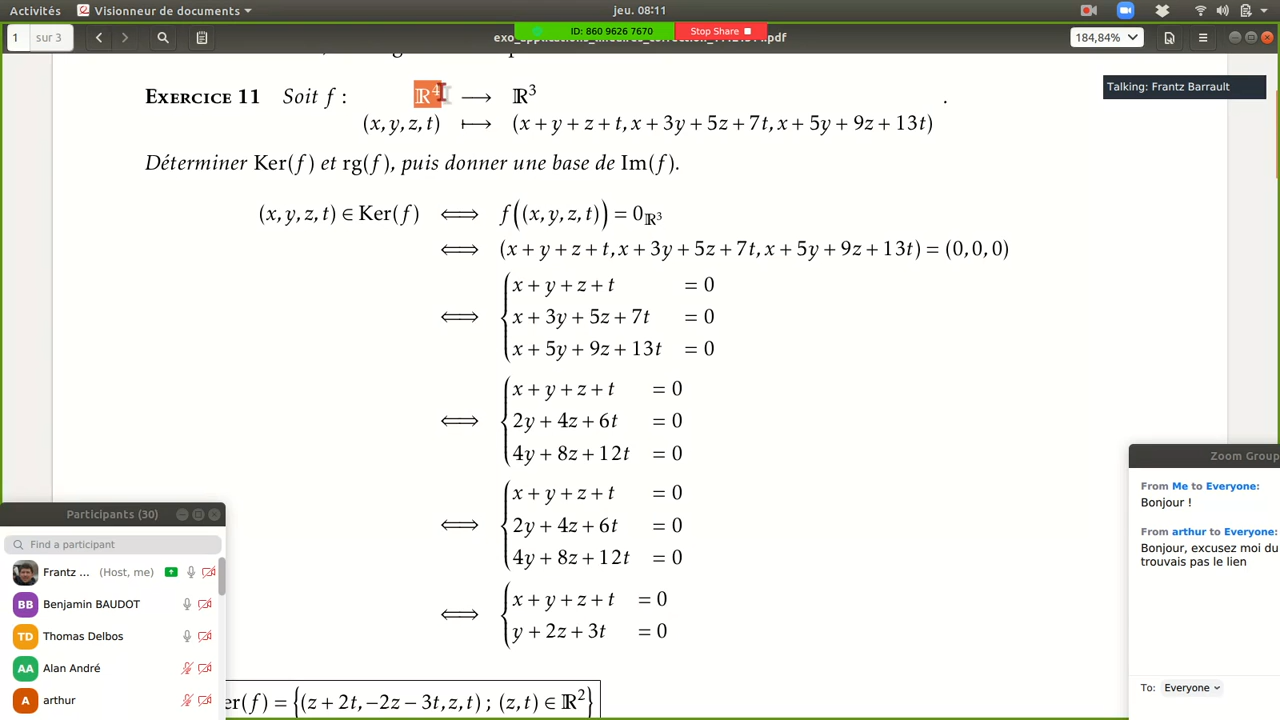 Activités Visionneur de documents jeu. 08:11
1 sur 3 ID: 860 9626 7670 Stop Share 184,84%
Talking: Frantz Barrault
EXERCICE 11 Soit f : ℝ⁴ ⟶ ℝ³ .
(x,y,z,t) ⟼ (x+y+z+t,x+3y+5z+7t,x+5y+9z+13t)
Déterminer Ker(f) et rg(f), puis donner une base de Im(f).
(x,y,z,t) ∈ Ker(f) ⟺ f((x,y,z,t)) = 0_ℝ³
⟺ (x+y+z+t,x+3y+5z+7t,x+5y+9z+13t) = (0,0,0)
x+y+z+t = 0
⟺ x+3y+5z+7t = 0
x+5y+9z+13t = 0
x+y+z+t = 0
⟺ 2y+4z+6t = 0
4y+8z+12t = 0
x+y+z+t = 0
⟺ 2y+4z+6t = 0
4y+8z+12t = 0
x+y+z+t = 0
⟺
y+2z+3t = 0
er(f) = {(z+2t,−2z−3t,z,t) ; (z,t) ∈ ℝ²}
Participants (30)
Find a participant
Frantz ... (Host, me)
BB Benjamin BAUDOT
TD Thomas Delbos
AA Alan André
A arthur
Zoom Group
From Me to Everyone:
Bonjour !
From arthur to Everyone:
Bonjour, excusez moi du
trouvais pas le lien
To: Everyone